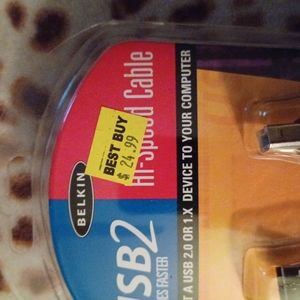 BELKIN
BEST BUY
$ 24.99
Hi-Speed Cable
USB2
ES FASTER
T A USB 2.0 OR 1.X DEVICE TO YOUR COMPUTER